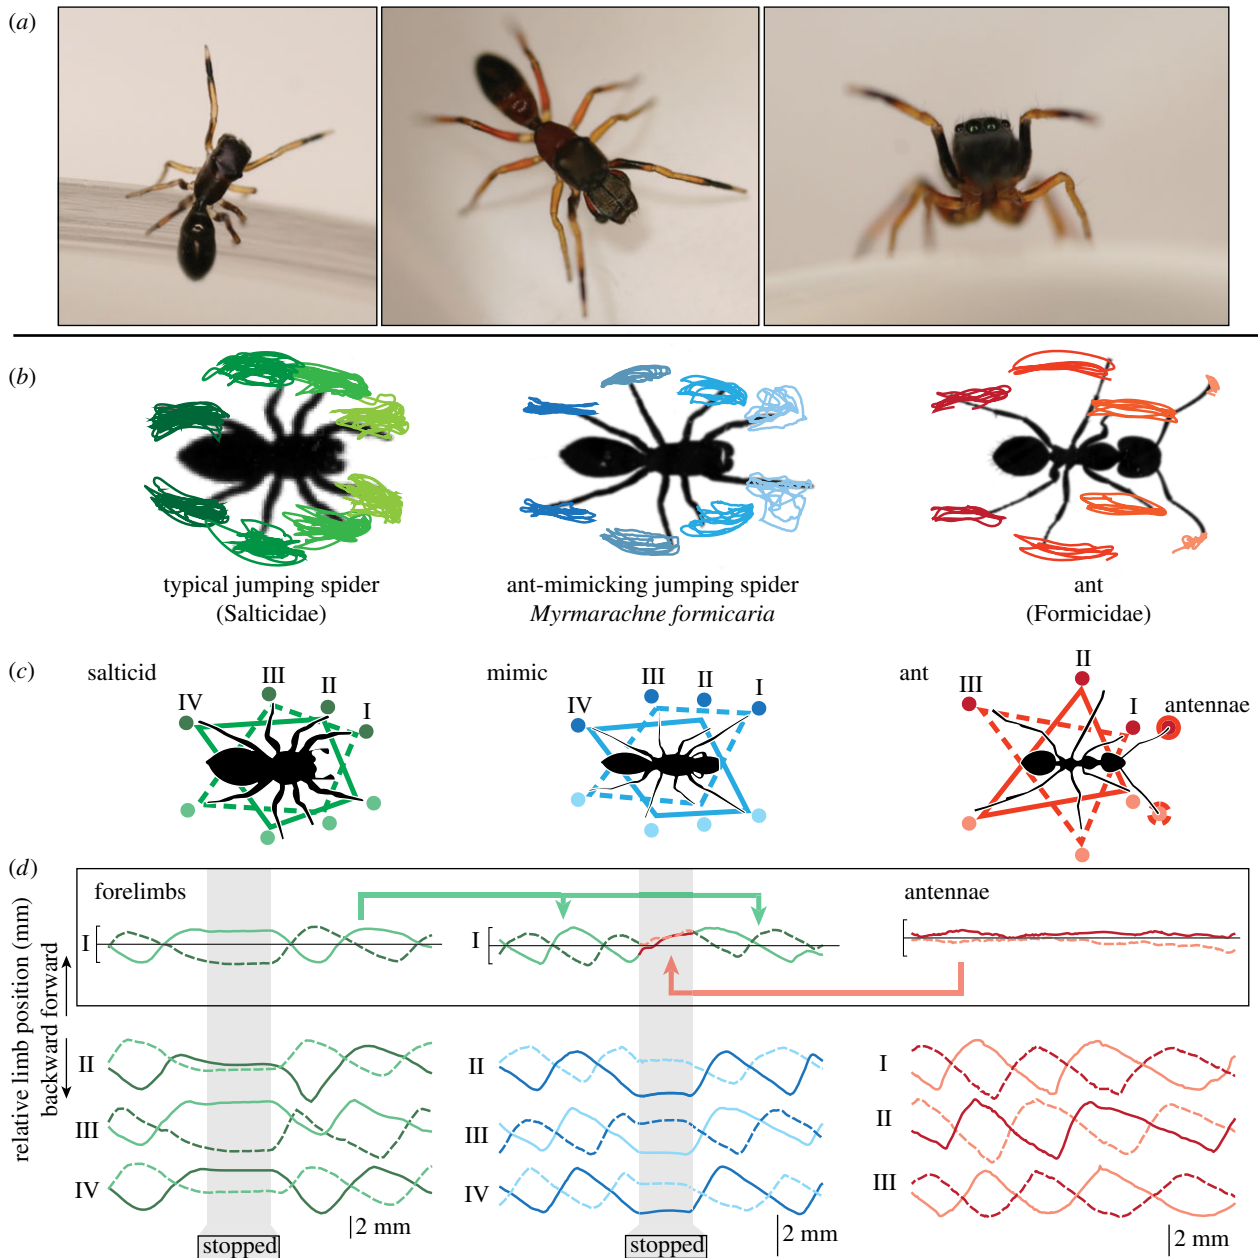 (a)
(b)
typical jumping spider
(Salticidae)
ant-mimicking jumping spider
Myrmarachne formicaria
ant
(Formicidae)
(c)
salticid
IV
III
II
I
mimic
IV
III
II
I
ant
III
II
I
antennae
(d)
relative limb position (mm)
backward forward
forelimbs
I
I
antennae
II
III
IV
2 mm
stopped
II
III
IV
2 mm
stopped
I
II
III
2 mm